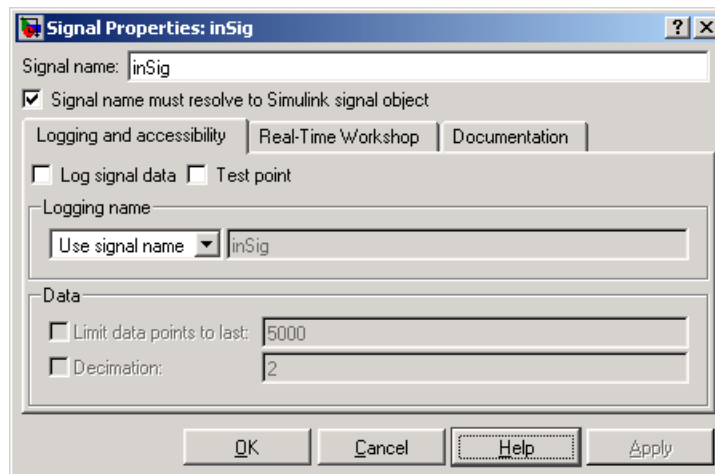 Signal Properties: inSig
Signal name: inSig
Signal name must resolve to Simulink signal object
Logging and accessibility Real-Time Workshop Documentation
Log signal data Test point
Logging name
Use signal name inSig
Data
Limit data points to last: 5000
Decimation: 2
OK Cancel Help Apply